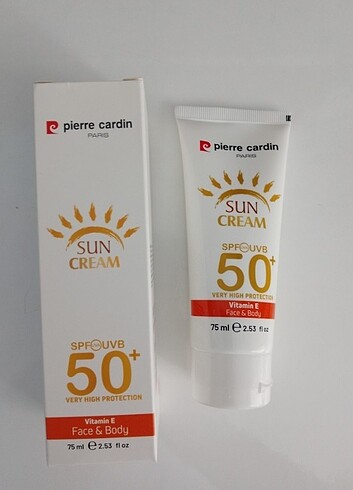 pierre cardin
PARIS
SUN
CREAM
SPF UVA UVB
50+
VERY HIGH PROTECTION
Vitamin E
Face & Body
75 ml e 2.53 fl oz
pierre cardin
PARIS
SUN
CREAM
SPF UVA UVB
50+
VERY HIGH PROTECTION
Vitamin E
Face & Body
75 ml e 2.53 fl oz